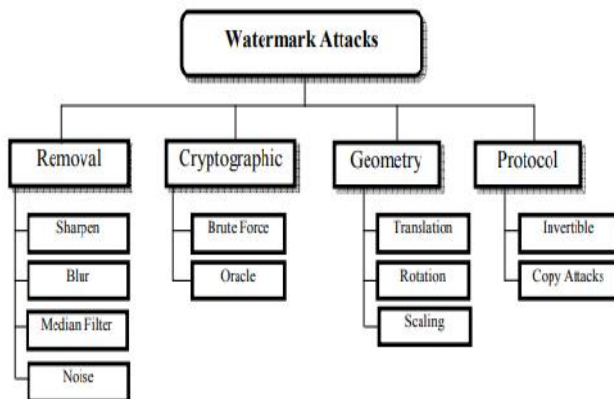 Watermark Attacks
Removal
Cryptographic
Geometry
Protocol
Sharpen
Blur
Median Filter
Noise
Brute Force
Oracle
Translation
Rotation
Scaling
Invertible
Copy Attacks